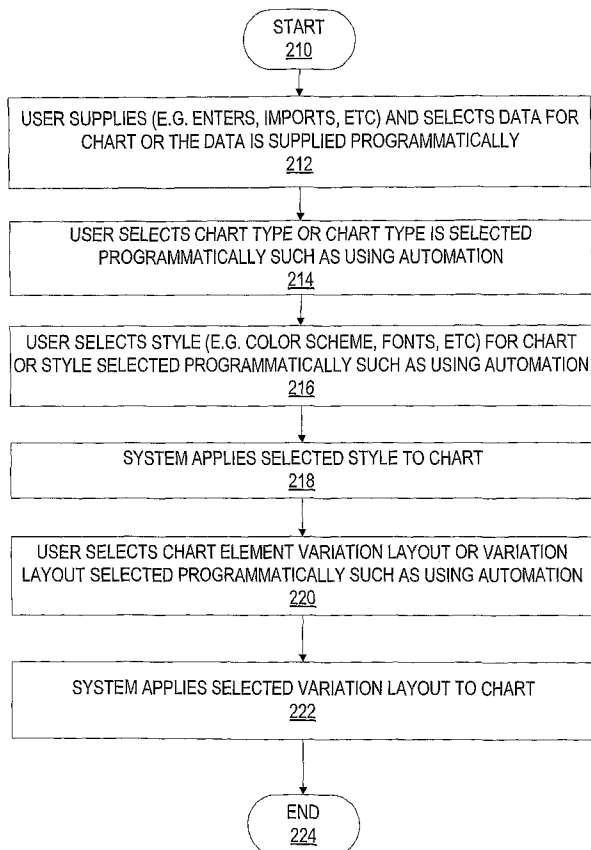 START
210
USER SUPPLIES (E.G. ENTERS, IMPORTS, ETC) AND SELECTS DATA FOR
CHART OR THE DATA IS SUPPLIED PROGRAMMATICALLY
212
USER SELECTS CHART TYPE OR CHART TYPE IS SELECTED
PROGRAMMATICALLY SUCH AS USING AUTOMATION
214
USER SELECTS STYLE (E.G. COLOR SCHEME, FONTS, ETC) FOR CHART
OR STYLE SELECTED PROGRAMMATICALLY SUCH AS USING AUTOMATION
216
SYSTEM APPLIES SELECTED STYLE TO CHART
218
USER SELECTS CHART ELEMENT VARIATION LAYOUT OR VARIATION
LAYOUT SELECTED PROGRAMMATICALLY SUCH AS USING AUTOMATION
220
SYSTEM APPLIES SELECTED VARIATION LAYOUT TO CHART
222
END
224